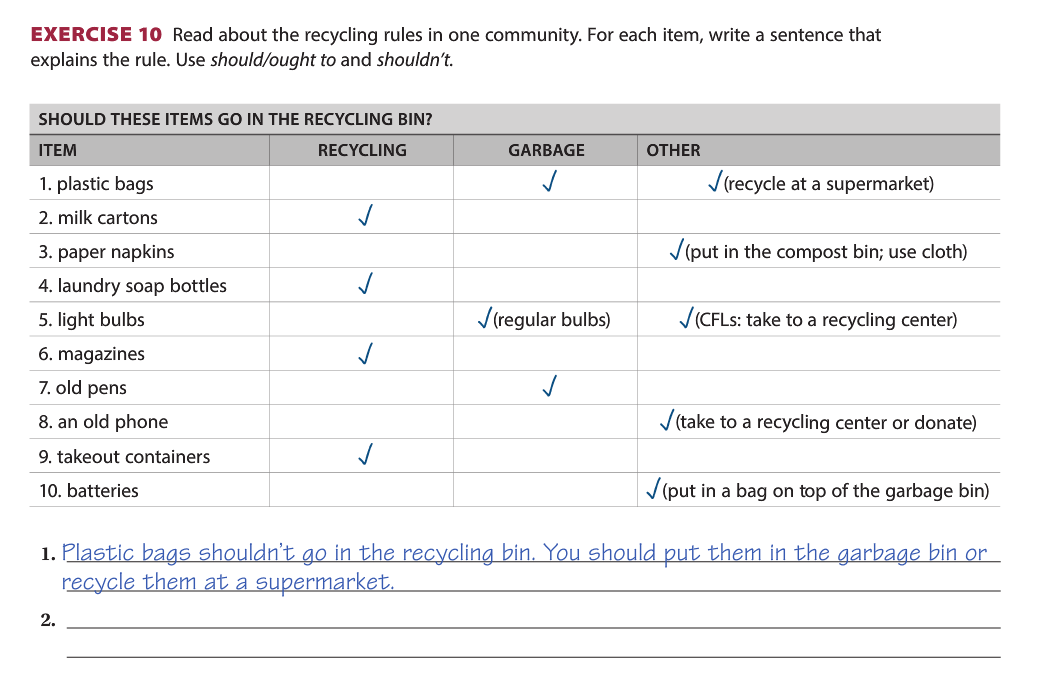 EXERCISE 10 Read about the recycling rules in one community. For each item, write a sentence that
explains the rule. Use should/ought to and shouldn't.
SHOULD THESE ITEMS GO IN THE RECYCLING BIN?
ITEM RECYCLING GARBAGE OTHER
1. plastic bags ✓ ✓(recycle at a supermarket)
2. milk cartons ✓
3. paper napkins ✓(put in the compost bin; use cloth)
4. laundry soap bottles ✓
5. light bulbs ✓(regular bulbs) ✓(CFLs: take to a recycling center)
6. magazines ✓
7. old pens ✓
8. an old phone ✓(take to a recycling center or donate)
9. takeout containers ✓
10. batteries ✓(put in a bag on top of the garbage bin)
1. Plastic bags shouldn't go in the recycling bin. You should put them in the garbage bin or
recycle them at a supermarket.
2.